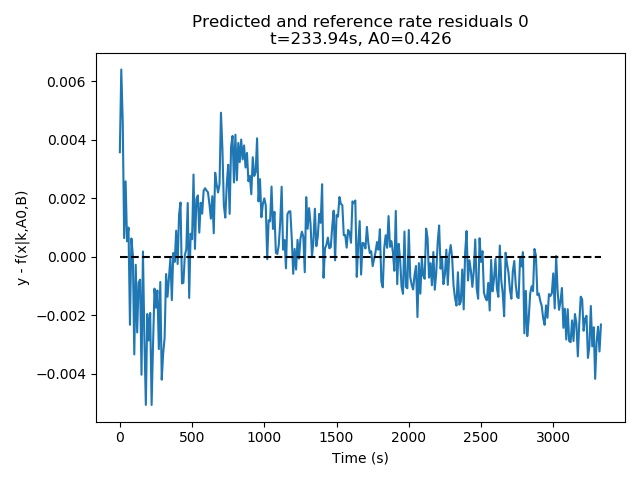 Predicted and reference rate residuals 0
t=233.94s, A0=0.426
0.006
0.004
0.002
0.000
−0.002
−0.004
y - f(x|k,A0,B)
0 500 1000 1500 2000 2500 3000
Time (s)